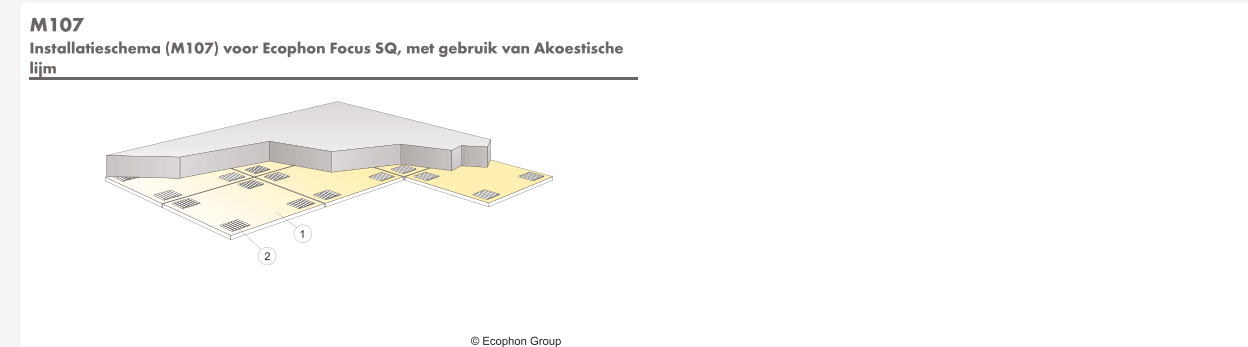 M107
Installatieschema (M107) voor Ecophon Focus SQ, met gebruik van Akoestische
lijm
1
2
© Ecophon Group